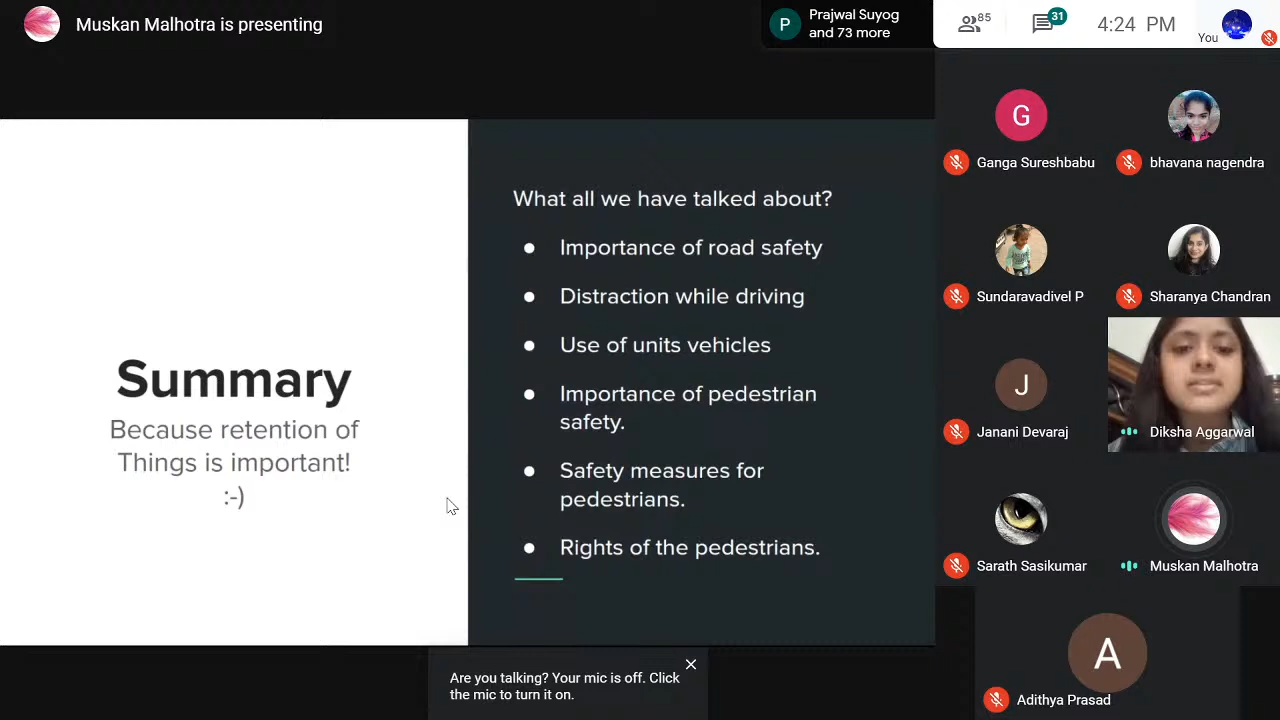 Muskan Malhotra is presenting
P
Prajwal Suyog
and 73 more
85
31
4:24 PM
You
Summary
Because retention of
Things is important!
:-)
What all we have talked about?
● Importance of road safety
● Distraction while driving
● Use of units vehicles
● Importance of pedestrian
safety.
● Safety measures for
pedestrians.
● Rights of the pedestrians.
Are you talking? Your mic is off. Click
the mic to turn it on.
G
Ganga Sureshbabu
bhavana nagendra
Sundaravadivel P
Sharanya Chandran
J
Janani Devaraj
Diksha Aggarwal
Sarath Sasikumar
Muskan Malhotra
A
Adithya Prasad